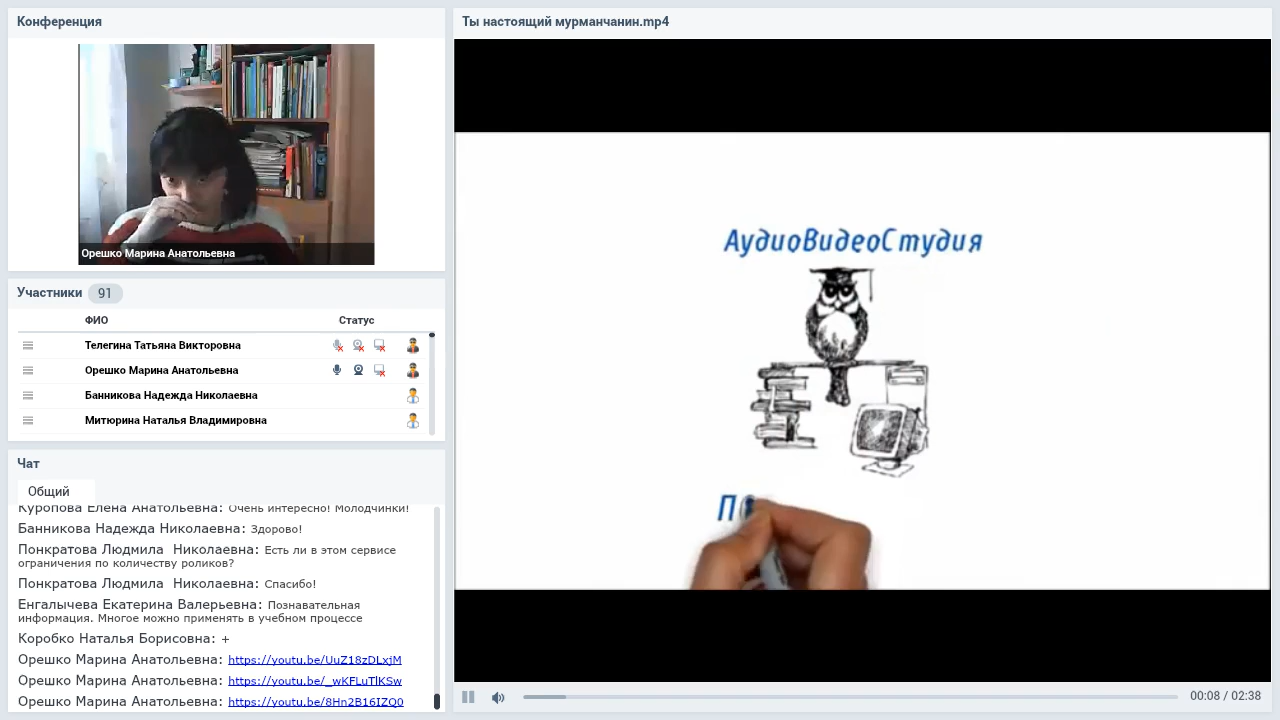 Конференция
Орешко Марина Анатольевна
Участники 91
ФИО Статус
Телегина Татьяна Викторовна
Орешко Марина Анатольевна
Банникова Надежда Николаевна
Митюрина Наталья Владимировна
Чат
Общий
Куропова Елена Анатольевна: Очень интересно! Молодчинки!
Банникова Надежда Николаевна: Здорово!
Понкратова Людмила Николаевна: Есть ли в этом сервисе
ограничения по количеству роликов?
Понкратова Людмила Николаевна: Спасибо!
Енгалычева Екатерина Валерьевна: Познавательная
информация. Многое можно применять в учебном процессе
Коробко Наталья Борисовна: +
Орешко Марина Анатольевна: https://youtu.be/UuZ18zDLxjM
Орешко Марина Анатольевна: https://youtu.be/_wKFLuTlKSw
Орешко Марина Анатольевна: https://youtu.be/8Hn2B16IZQ0
Ты настоящий мурманчанин.mp4
АудиоВидеоСтудия
По
00:08 / 02:38